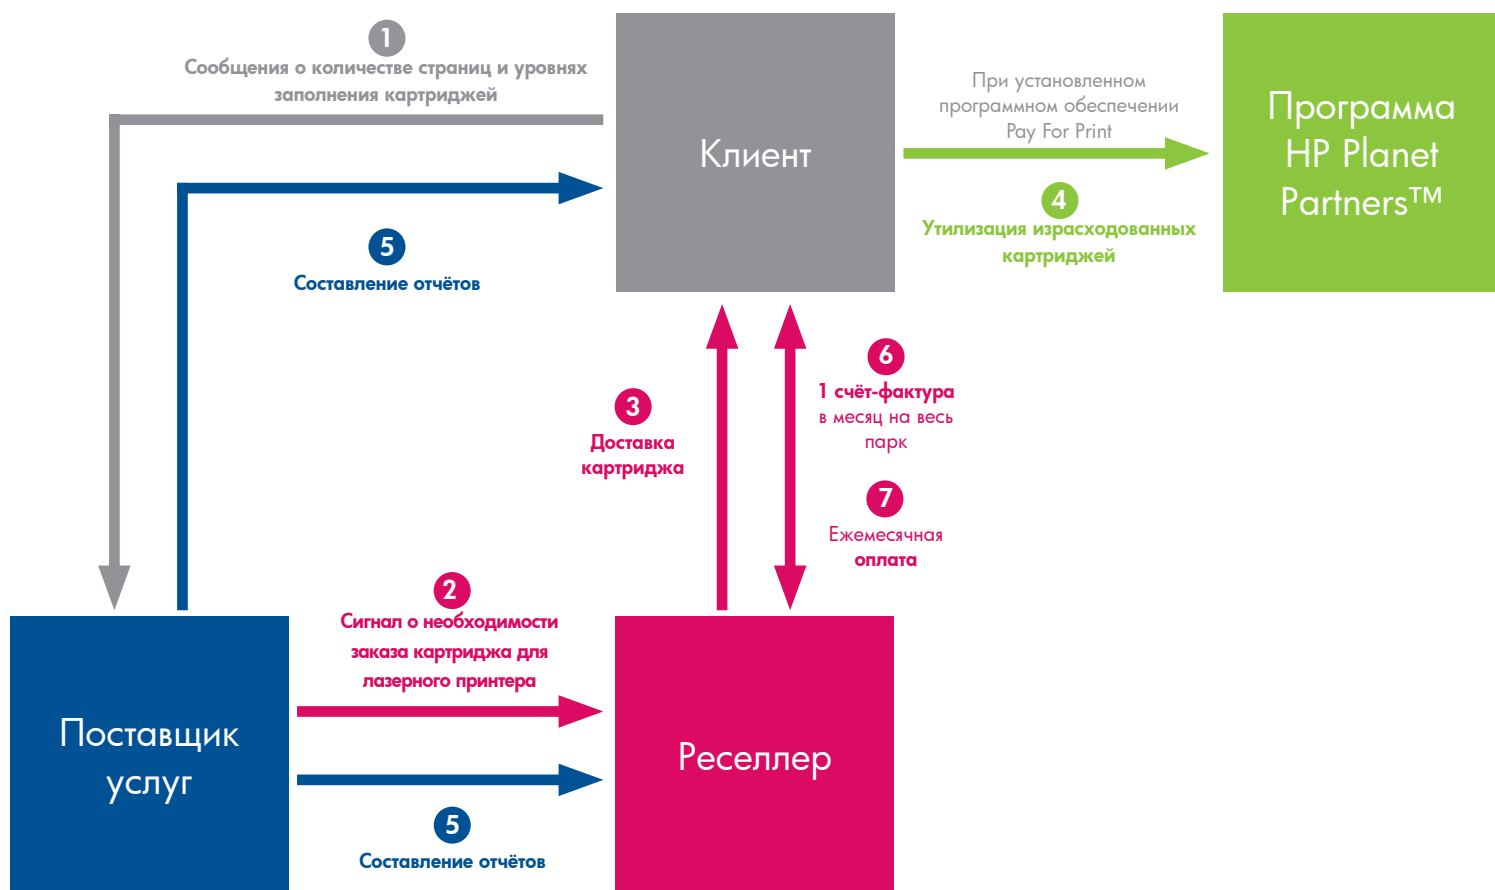 1
Сообщения о количестве страниц и уровнях
заполнения картриджей
Клиент
При установленном
программном обеспечении
Pay For Print
4
Утилизация израсходованных
картриджей
Программа
HP Planet
Partners™
5
Составление отчётов
3
Доставка
картриджа
6
1 счёт-фактура
в месяц на весь
парк
7
Ежемесячная
оплата
2
Сигнал о необходимости
заказа картриджа для
лазерного принтера
Поставщик
услуг
Реселлер
5
Составление отчётов